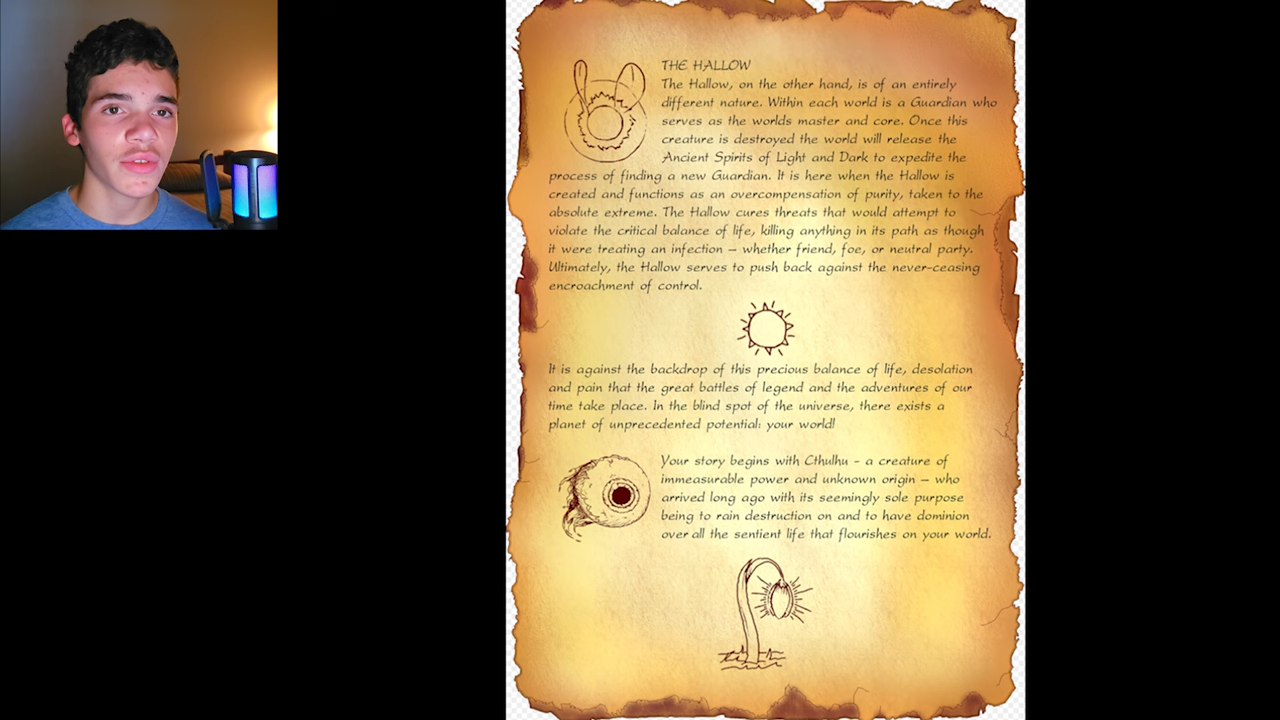 THE HALLOW
The Hallow, on the other hand, is of an entirely
different nature. Within each world is a Guardian who
serves as the worlds master and core. Once this
creature is destroyed the world will release the
Ancient Spirits of Light and Dark to expedite the
process of finding a new Guardian. It is here when the Hallow is
created and functions as an overcompensation of purity, taken to the
absolute extreme. The Hallow cures threats that would attempt to
violate the critical balance of life, killing anything in its path as though
it were treating an infection – whether friend, foe, or neutral party.
Ultimately, the Hallow serves to push back against the never-ceasing
encroachment of control.
It is against the backdrop of this precious balance of life, desolation
and pain that the great battles of legend and the adventures of our
time take place. In the blind spot of the universe, there exists a
planet of unprecedented potential: your world!
Your story begins with Cthulhu - a creature of
immeasurable power and unknown origin – who
arrived long ago with its seemingly sole purpose
being to rain destruction on and to have dominion
over all the sentient life that flourishes on your world.